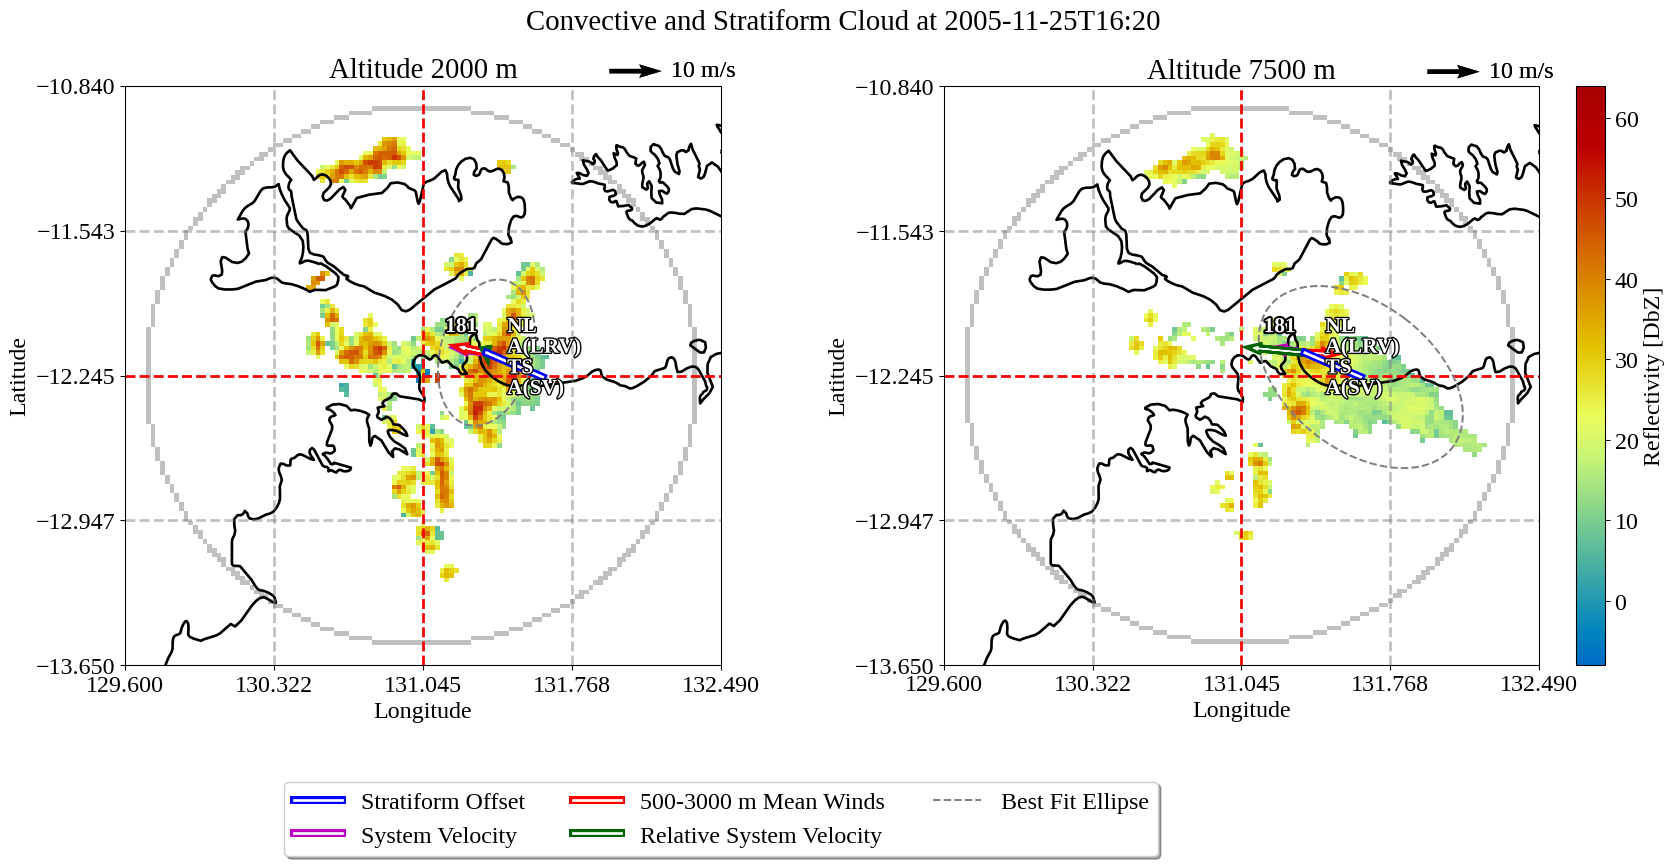 Convective and Stratiform Cloud at 2005-11-25T16:20
Altitude 2000 m
10 m/s
−10.840
−11.543
−12.245
−12.947
−13.650
129.600
130.322
131.045
131.768
132.490
Latitude
Longitude
181
NL
A(LRV)
TS
A(SV)
Altitude 7500 m
10 m/s
−10.840
−11.543
−12.245
−12.947
−13.650
129.600
130.322
131.045
131.768
132.490
Latitude
Longitude
181
NL
A(LRV)
TS
A(SV)
60
50
40
30
20
10
0
Reflectivity [DbZ]
Stratiform Offset
System Velocity
500-3000 m Mean Winds
Relative System Velocity
Best Fit Ellipse